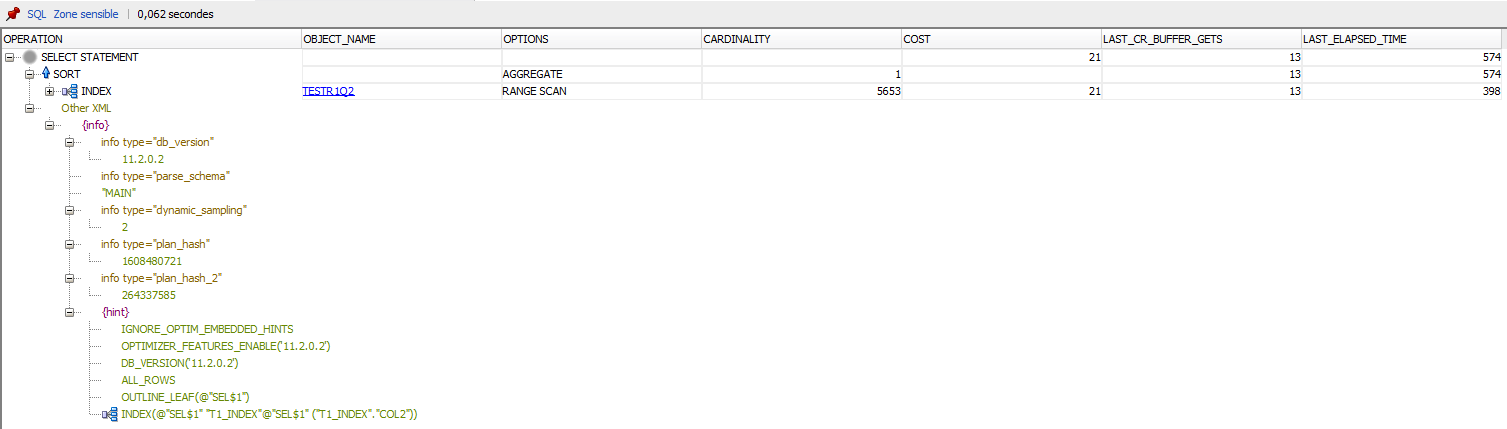 SQL Zone sensible | 0,062 secondes
OPERATION OBJECT_NAME OPTIONS CARDINALITY COST LAST_CR_BUFFER_GETS LAST_ELAPSED_TIME
SELECT STATEMENT 21 13 574
SORT AGGREGATE 1 13 574
INDEX TESTR1Q2 RANGE SCAN 5653 21 13 398
Other XML
{info}
info type="db_version"
11.2.0.2
info type="parse_schema"
"MAIN"
info type="dynamic_sampling"
2
info type="plan_hash"
1608480721
info type="plan_hash_2"
264337585
{hint}
IGNORE_OPTIM_EMBEDDED_HINTS
OPTIMIZER_FEATURES_ENABLE('11.2.0.2')
DB_VERSION('11.2.0.2')
ALL_ROWS
OUTLINE_LEAF(@"SEL$1")
INDEX(@"SEL$1" "T1_INDEX"@"SEL$1" ("T1_INDEX"."COL2"))